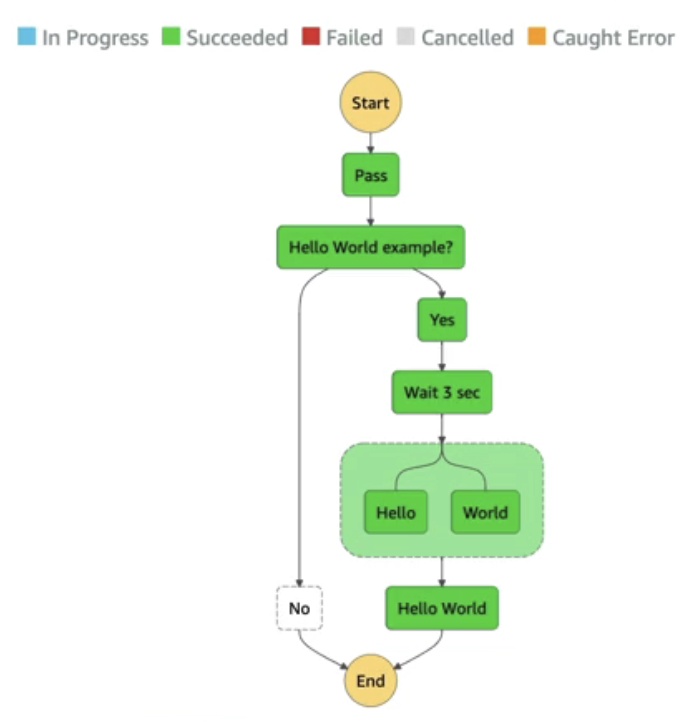 In Progress Succeeded Failed Cancelled Caught Error
Start
Pass
Hello World example?
Yes
Wait 3 sec
Hello World
No Hello World
End